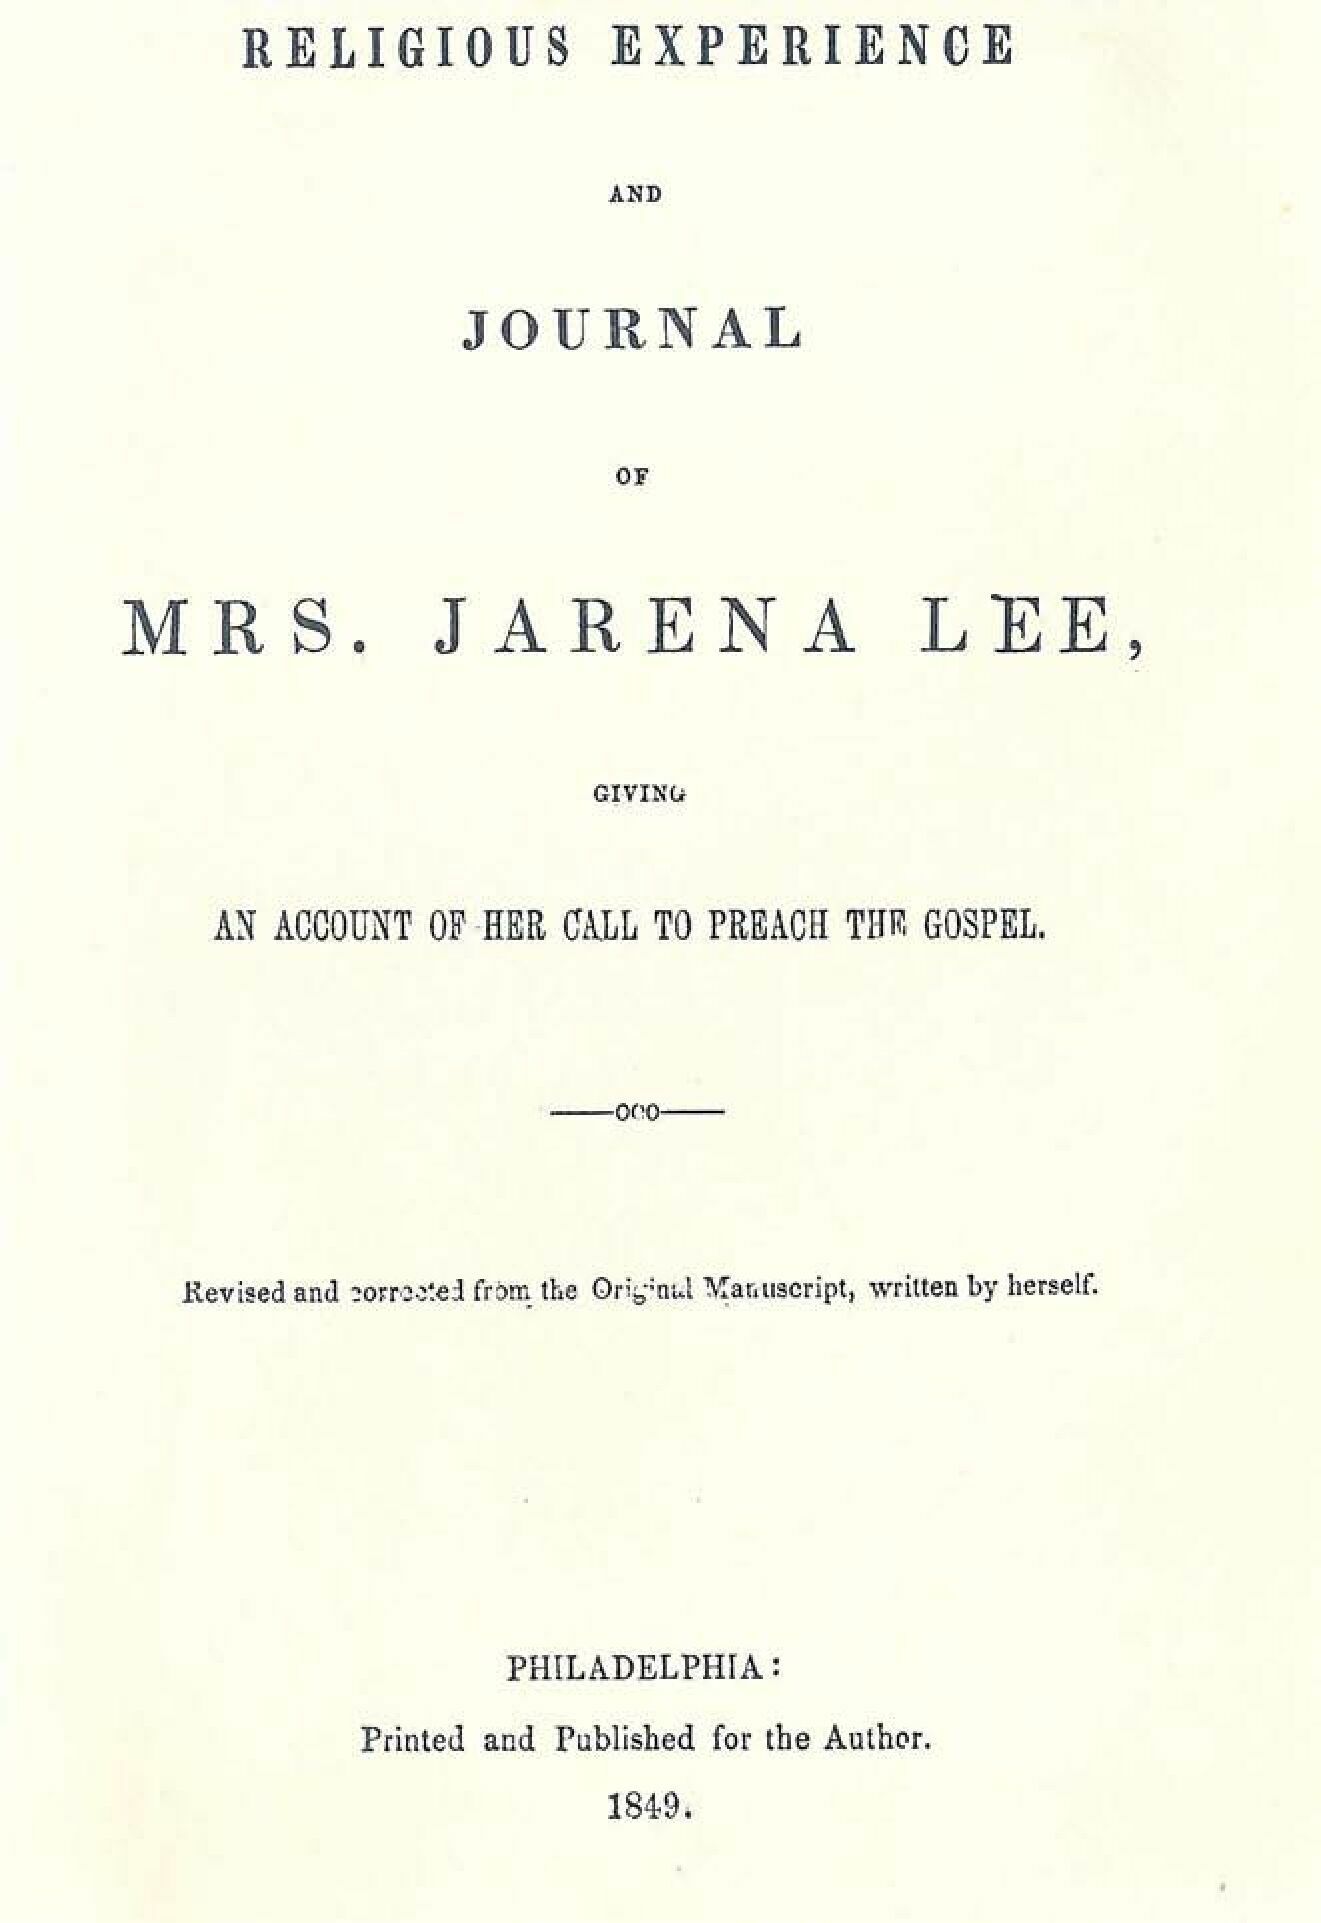 RELIGIOUS EXPERIENCE
AND
JOURNAL
OF
MRS. JARENA LEE,
GIVING
AN ACCOUNT OF HER CALL TO PREACH THE GOSPEL.
Revised and corrected from the Original Manuscript, written by herself.
PHILADELPHIA:
Printed and Published for the Author.
1849.